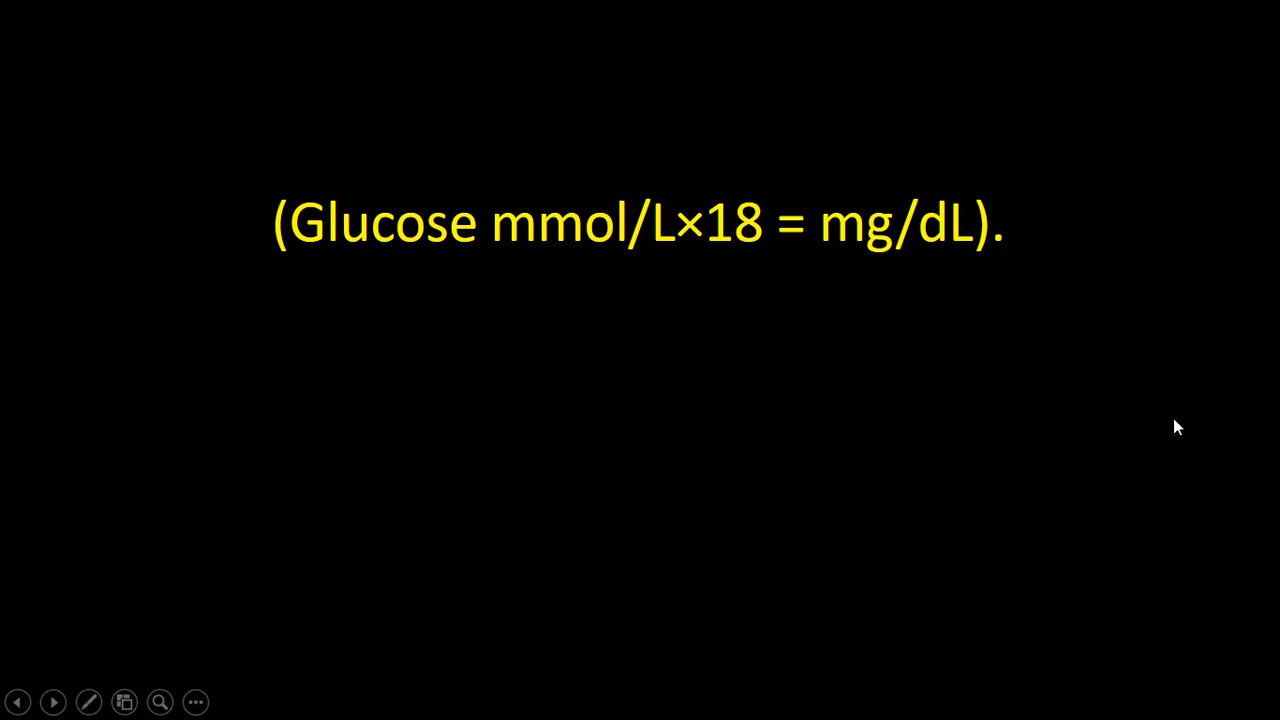 (Glucose mmol/L×18 = mg/dL).